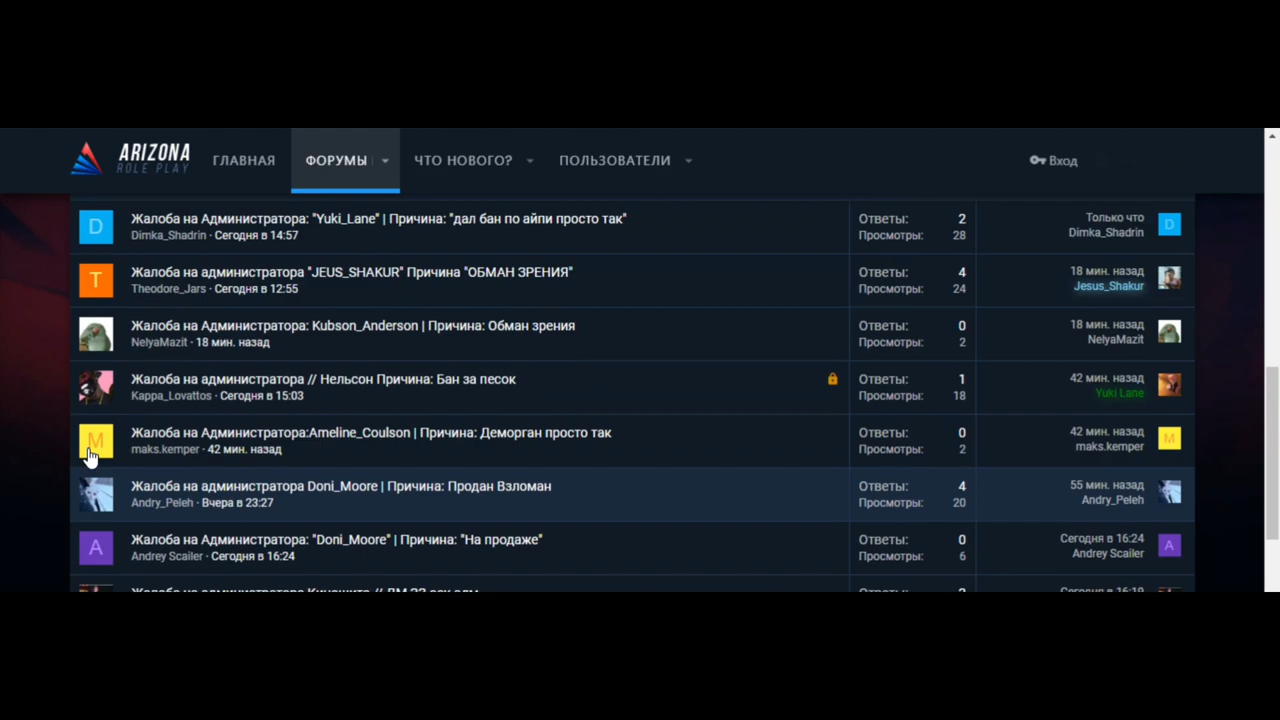 ARIZONA
ROLE PLAY
ГЛАВНАЯ
ФОРУМЫ
ЧТО НОВОГО?
ПОЛЬЗОВАТЕЛИ
Вход
D
Жалоба на Администратора: "Yuki_Lane" | Причина: "дал бан по айпи просто так"
Dimka_Shadrin · Сегодня в 14:57
Ответы: 2
Просмотры: 28
Только что
Dimka_Shadrin
D
T
Жалоба на администратора "JEUS_SHAKUR" Причина "ОБМАН ЗРЕНИЯ"
Theodore_Jars · Сегодня в 12:55
Ответы: 4
Просмотры: 24
18 мин. назад
Jesus_Shakur
Жалоба на Администратора: Kubson_Anderson | Причина: Обман зрения
NelyaMazit · 18 мин. назад
Ответы: 0
Просмотры: 2
18 мин. назад
NelyaMazit
Жалоба на администратора // Нельсон Причина: Бан за песок
Kappa_Lovattos · Сегодня в 15:03
Ответы: 1
Просмотры: 18
42 мин. назад
Yuki Lane
M
Жалоба на Администратора:Ameline_Coulson | Причина: Деморган просто так
maks.kemper · 42 мин. назад
Ответы: 0
Просмотры: 2
42 мин. назад
maks.kemper
M
Жалоба на администратора Doni_Moore | Причина: Продан Взломан
Andry_Peleh · Вчера в 23:27
Ответы: 4
Просмотры: 20
55 мин. назад
Andry_Peleh
A
Жалоба на администратора: "Doni_Moore" | Причина: "На продаже"
Andrey Scailer · Сегодня в 16:24
Ответы: 0
Просмотры: 6
Сегодня в 16:24
Andrey Scailer
A
Жалоба на администратора
Ответы:
Сегодня в 16:19